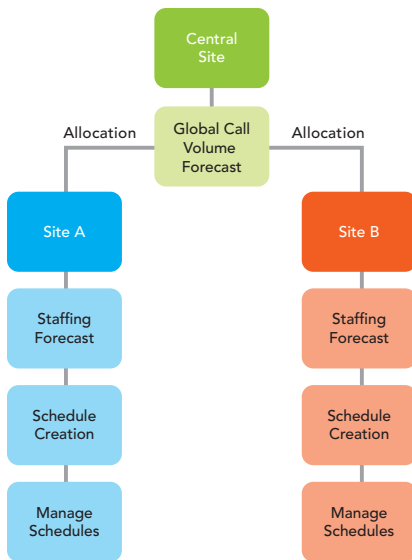 Central
Site
Allocation
Global Call
Volume
Forecast
Allocation
Site A
Site B
Staffing
Forecast
Staffing
Forecast
Schedule
Creation
Schedule
Creation
Manage
Schedules
Manage
Schedules